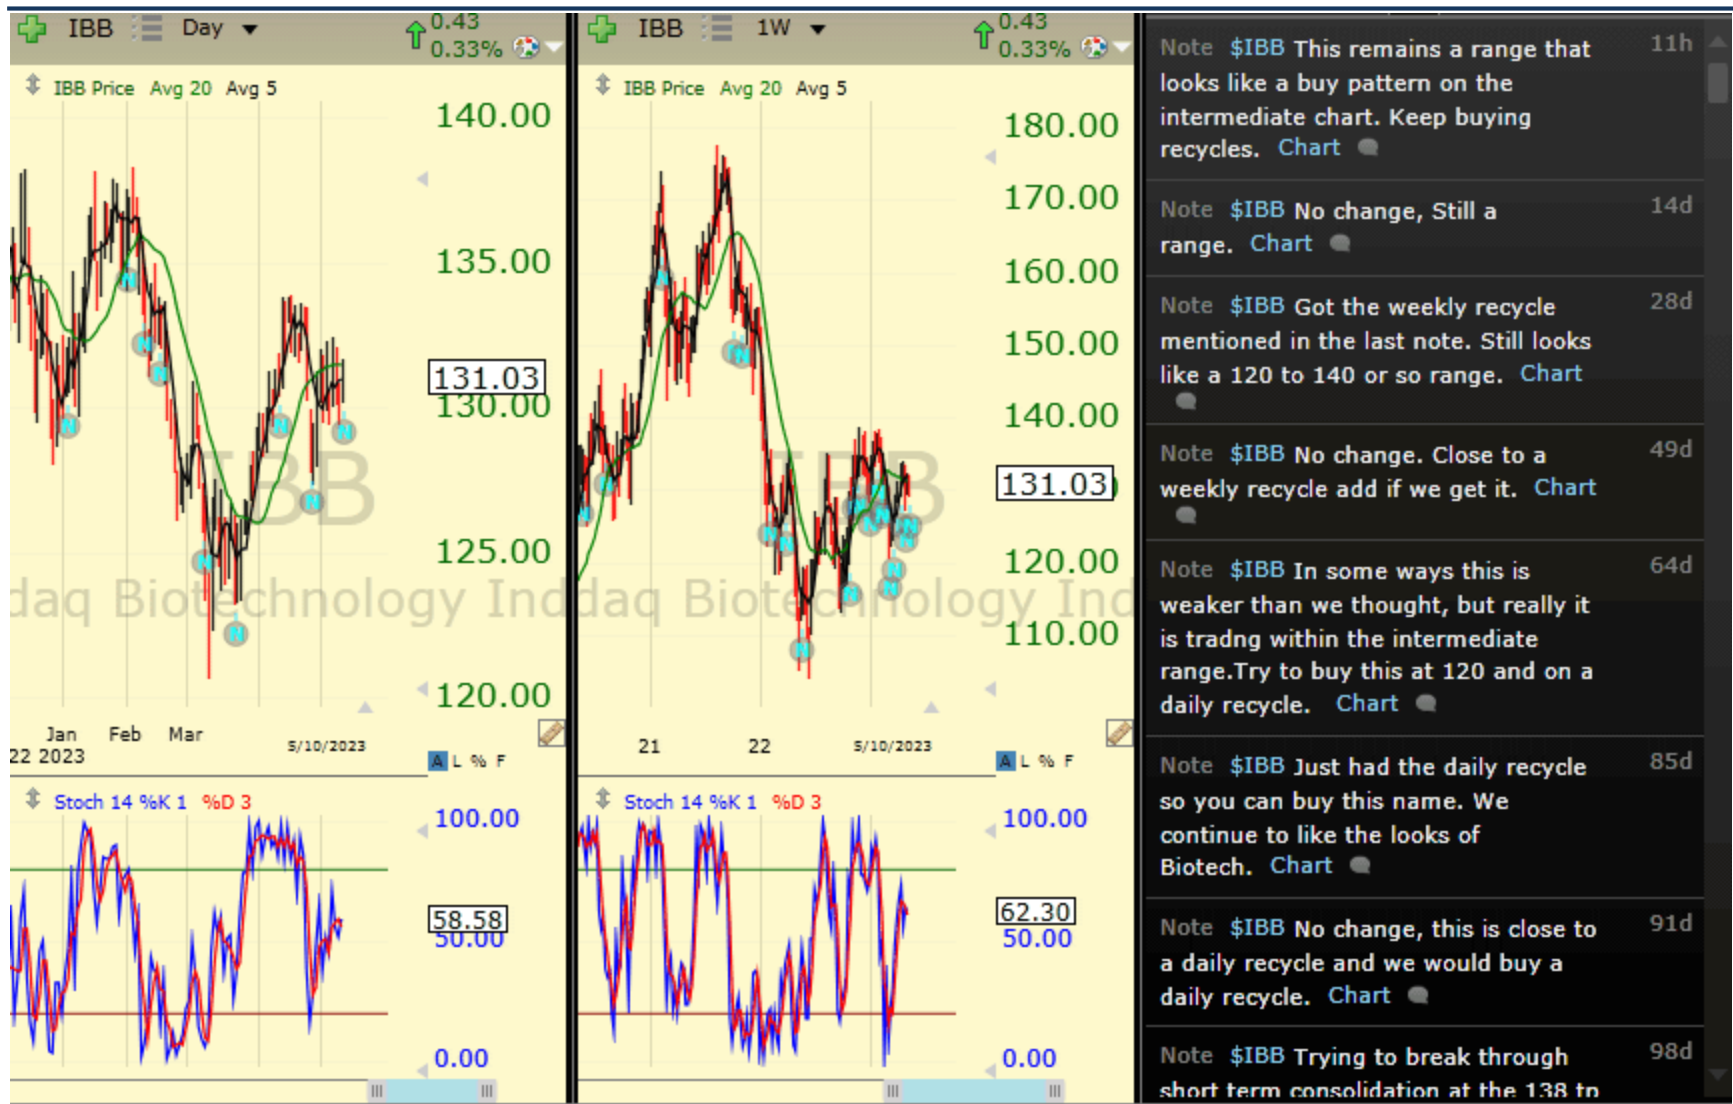 IBB Day 0.43
0.33%
IBB Price Avg 20 Avg 5
140.00
135.00
131.03
130.00
125.00
120.00
IBB
daq Biotechnology Ind
Jan Feb Mar 5/10/2023
22 2023
A L % F
Stoch 14 %K 1 %D 3
100.00
58.58
50.00
0.00
IBB 1W 0.43
0.33%
IBB Price Avg 20 Avg 5
180.00
170.00
160.00
150.00
140.00
131.03
120.00
110.00
IBB
daq Biotechnology Ind
21 22 5/10/2023
A L % F
Stoch 14 %K 1 %D 3
100.00
62.30
50.00
0.00
Note $IBB This remains a range that 11h
looks like a buy pattern on the
intermediate chart. Keep buying
recycles. Chart
Note $IBB No change, Still a 14d
range. Chart
Note $IBB Got the weekly recycle 28d
mentioned in the last note. Still looks
like a 120 to 140 or so range. Chart
Note $IBB No change. Close to a 49d
weekly recycle add if we get it. Chart
Note $IBB In some ways this is 64d
weaker than we thought, but really it
is tradng within the intermediate
range.Try to buy this at 120 and on a
daily recycle. Chart
Note $IBB Just had the daily recycle 85d
so you can buy this name. We
continue to like the looks of
Biotech. Chart
Note $IBB No change, this is close to 91d
a daily recycle and we would buy a
daily recycle. Chart
Note $IBB Trying to break through 98d
short term consolidation at the 138 to